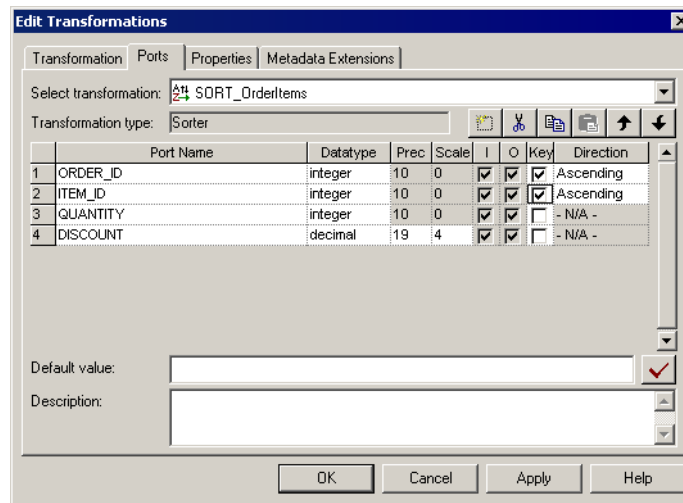 Edit Transformations
Transformation Ports Properties Metadata Extensions
Select transformation: SORT_OrderItems
Transformation type: Sorter
Port Name Datatype Prec Scale I O Key Direction
1 ORDER_ID integer 10 0 Ascending
2 ITEM_ID integer 10 0 Ascending
3 QUANTITY integer 10 0 - N/A -
4 DISCOUNT decimal 19 4 - N/A -
Default value:
Description:
OK Cancel Apply Help